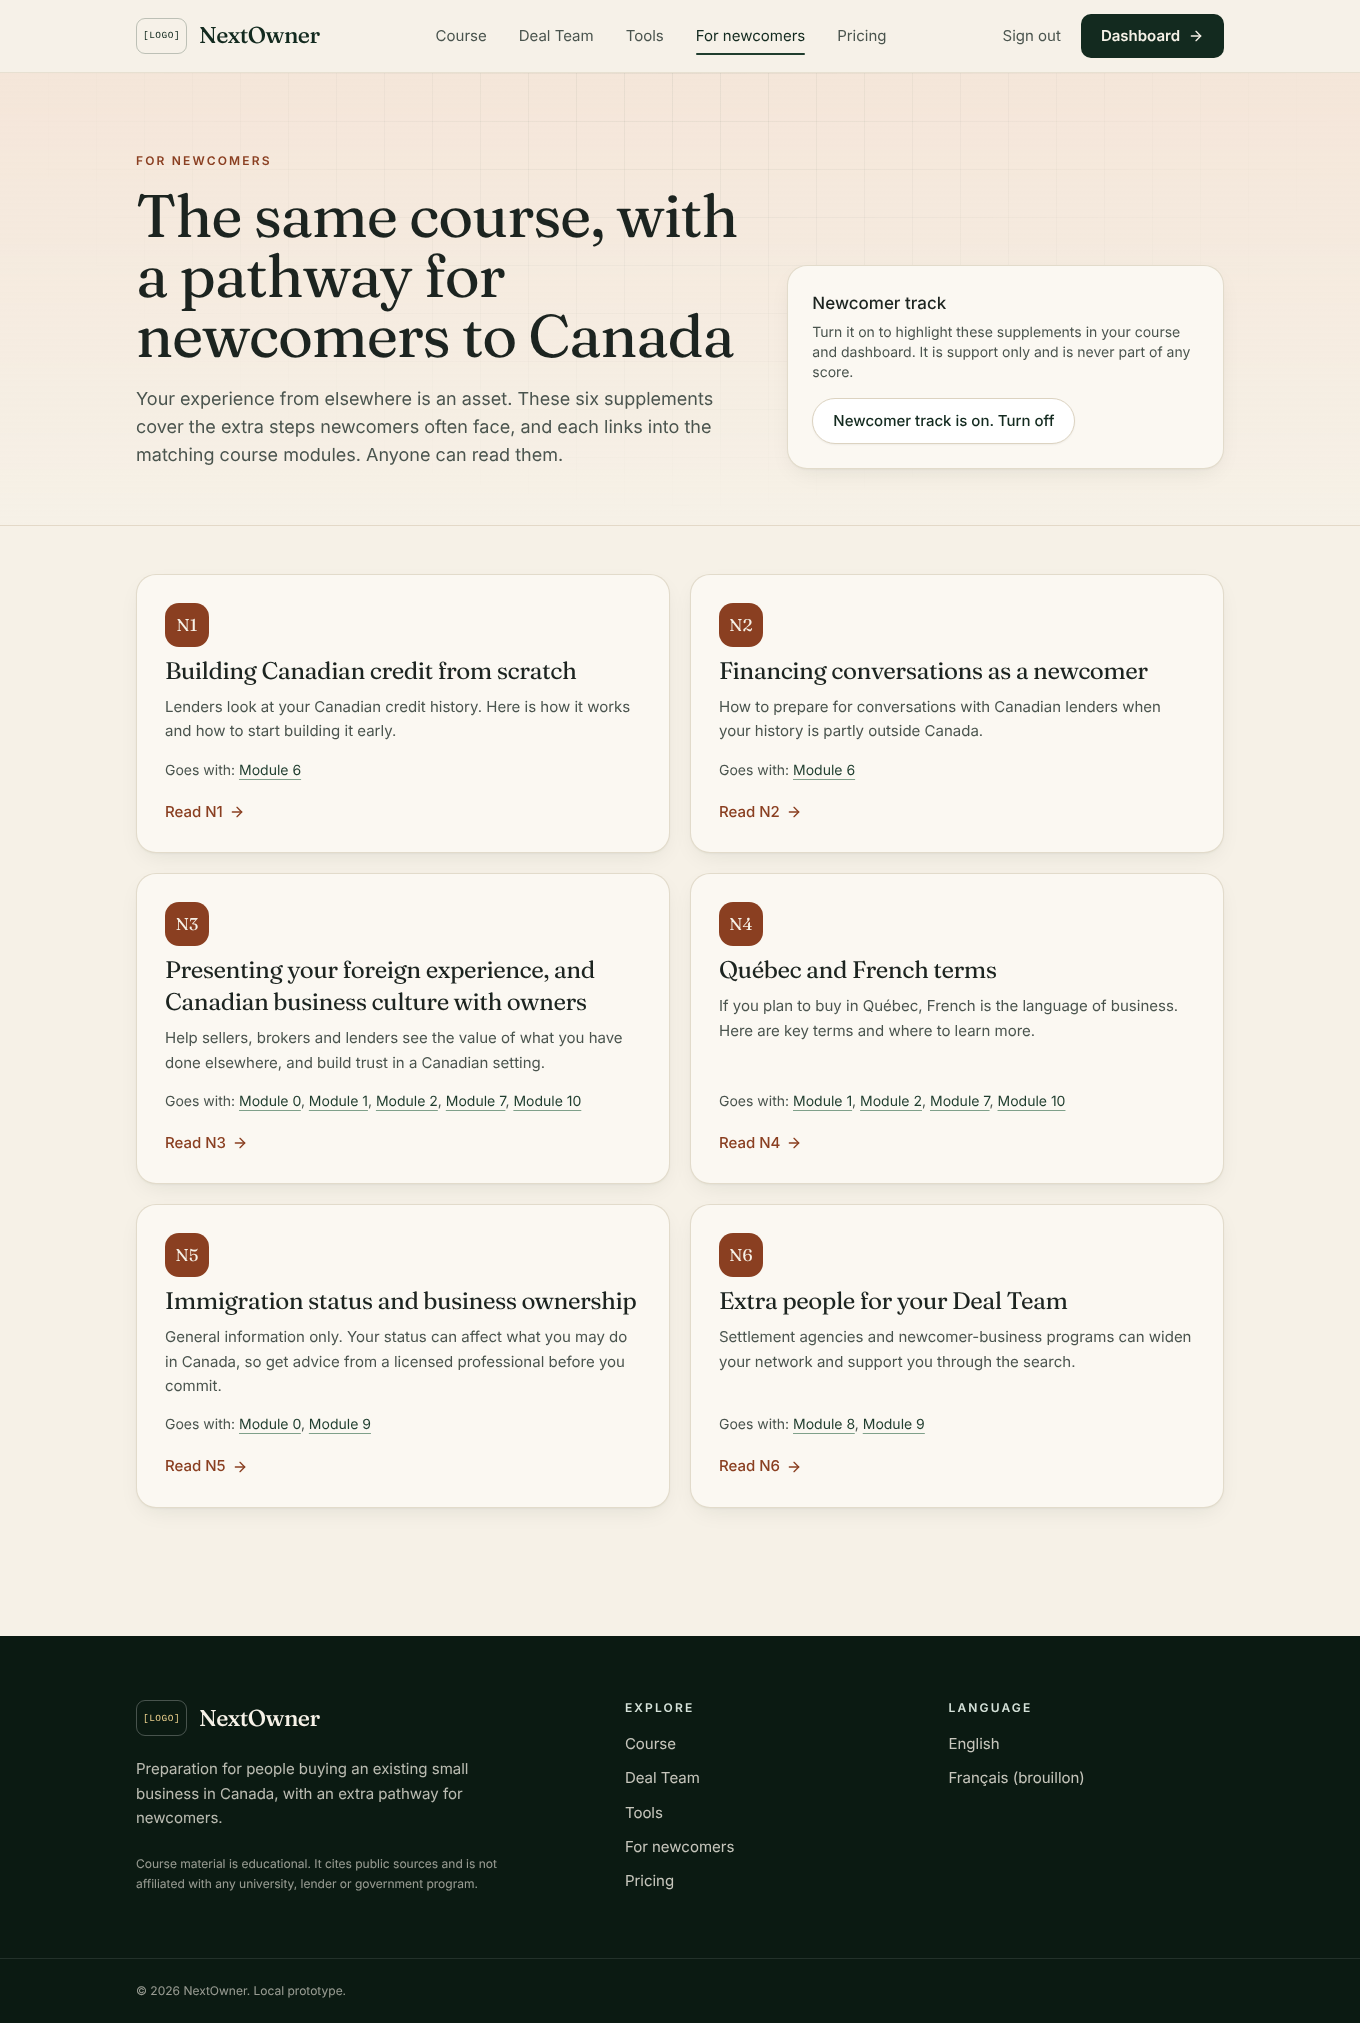 [LOGO] NextOwner Course Deal Team Tools For newcomers Pricing Sign out Dashboard →
FOR NEWCOMERS
The same course, with
a pathway for
newcomers to Canada
Your experience from elsewhere is an asset. These six supplements
cover the extra steps newcomers often face, and each links into the
matching course modules. Anyone can read them.
Newcomer track
Turn it on to highlight these supplements in your course
and dashboard. It is support only and is never part of any
score.
Newcomer track is on. Turn off
N1
Building Canadian credit from scratch
Lenders look at your Canadian credit history. Here is how it works
and how to start building it early.
Goes with: Module 6
Read N1 →
N2
Financing conversations as a newcomer
How to prepare for conversations with Canadian lenders when
your history is partly outside Canada.
Goes with: Module 6
Read N2 →
N3
Presenting your foreign experience, and
Canadian business culture with owners
Help sellers, brokers and lenders see the value of what you have
done elsewhere, and build trust in a Canadian setting.
Goes with: Module 0, Module 1, Module 2, Module 7, Module 10
Read N3 →
N4
Québec and French terms
If you plan to buy in Québec, French is the language of business.
Here are key terms and where to learn more.
Goes with: Module 1, Module 2, Module 7, Module 10
Read N4 →
N5
Immigration status and business ownership
General information only. Your status can affect what you may do
in Canada, so get advice from a licensed professional before you
commit.
Goes with: Module 0, Module 9
Read N5 →
N6
Extra people for your Deal Team
Settlement agencies and newcomer-business programs can widen
your network and support you through the search.
Goes with: Module 8, Module 9
Read N6 →
[LOGO] NextOwner
Preparation for people buying an existing small
business in Canada, with an extra pathway for
newcomers.
Course material is educational. It cites public sources and is not
affiliated with any university, lender or government program.
EXPLORE
Course
Deal Team
Tools
For newcomers
Pricing
LANGUAGE
English
Français (brouillon)
© 2026 NextOwner. Local prototype.